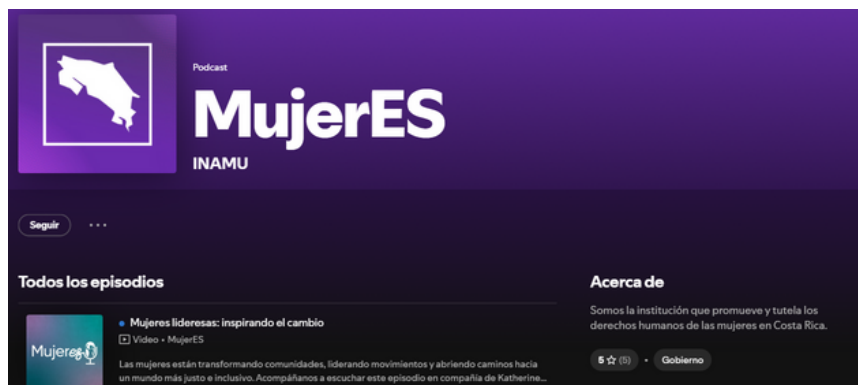 Podcast
MujerES
INAMU
Seguir
Todos los episodios
Mujeres lideresas: inspirando el cambio
Video • MujerES
Las mujeres están transformando comunidades, liderando movimientos y abriendo caminos hacia
un mundo más justo e inclusivo. Acompáñanos a escuchar este episodio en compañía de Katherine...
Mujeres
Acerca de
Somos la institución que promueve y tutela los
derechos humanos de las mujeres en Costa Rica.
5 ☆ (5) • Gobierno